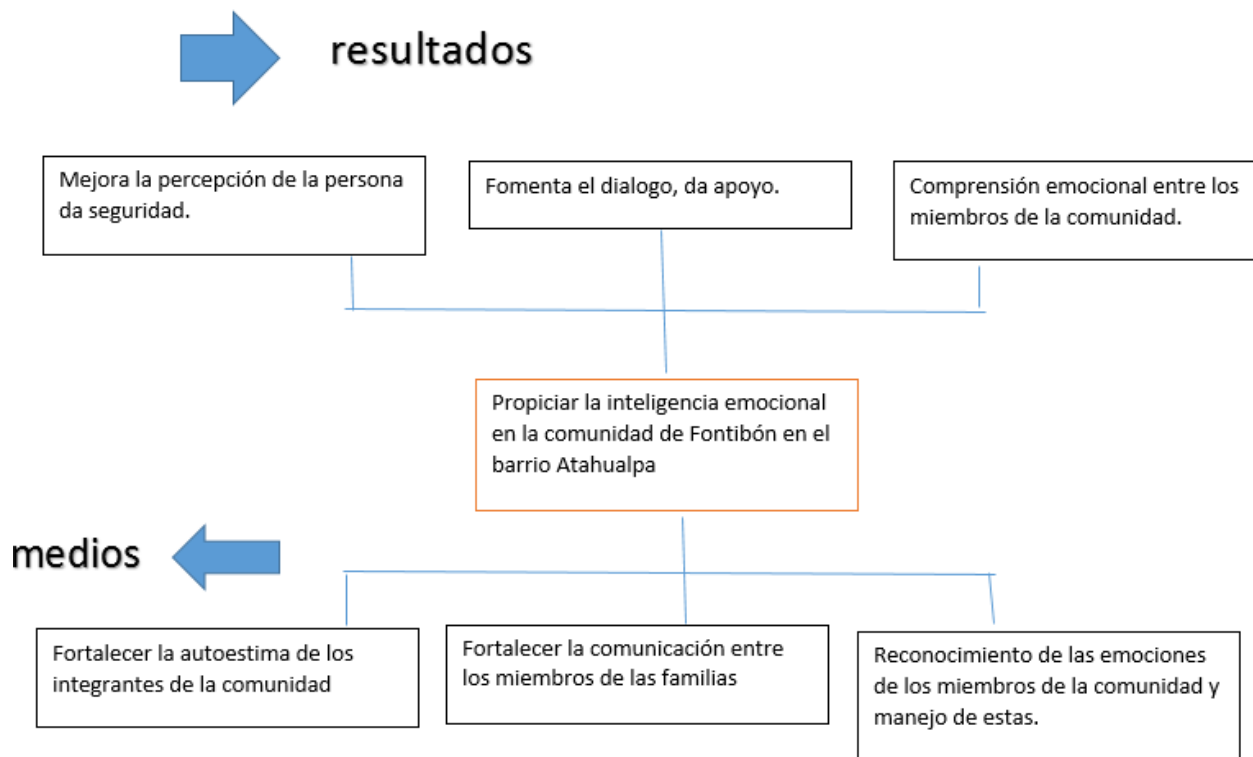 resultados
Mejora la percepción de la persona
da seguridad.
Fomenta el dialogo, da apoyo.
Comprensión emocional entre los
miembros de la comunidad.
Propiciar la inteligencia emocional
en la comunidad de Fontibón en el
barrio Atahualpa
medios
Fortalecer la autoestima de los
integrantes de la comunidad
Fortalecer la comunicación entre
los miembros de las familias
Reconocimiento de las emociones
de los miembros de la comunidad y
manejo de estas.